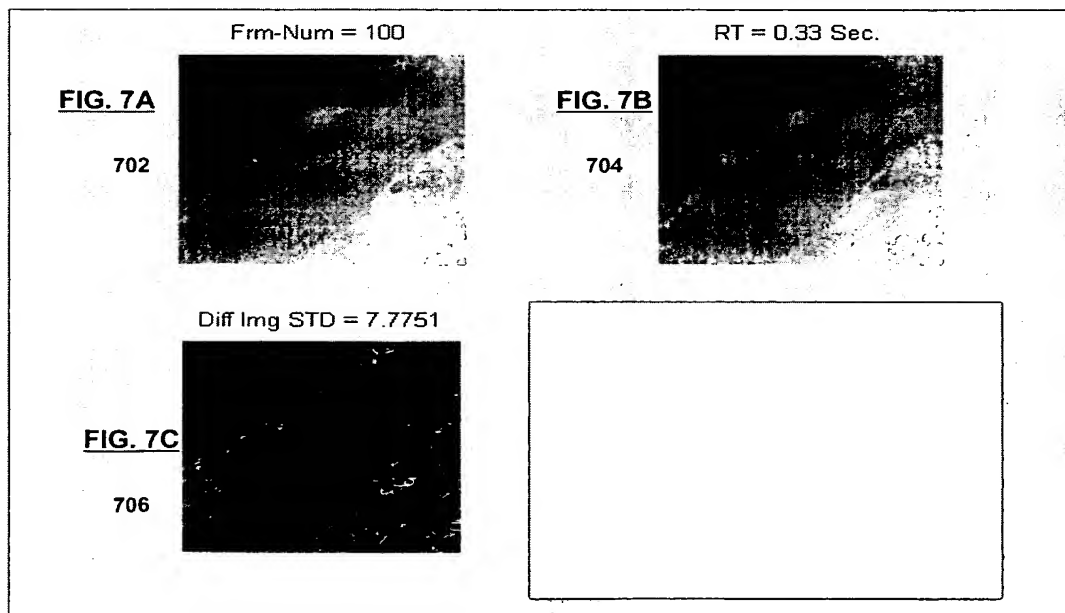 Frm-Num = 100
FIG. 7A
702
RT = 0.33 Sec.
FIG. 7B
704
Diff Img STD = 7.7751
FIG. 7C
706